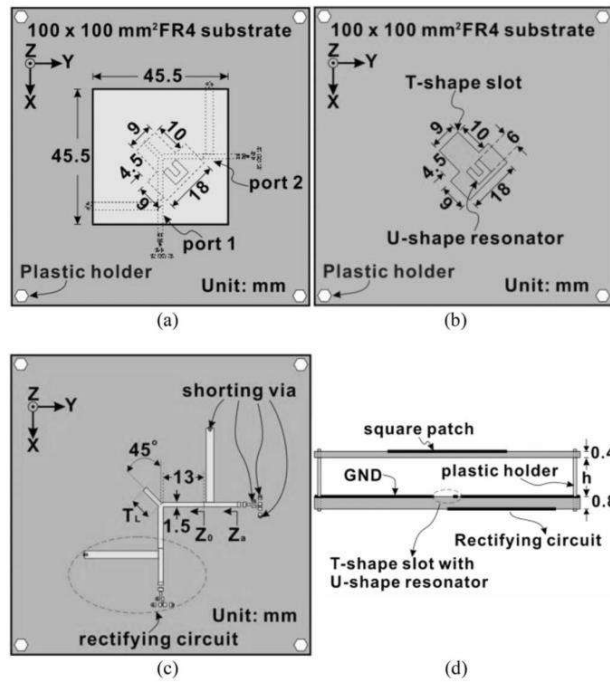 100 x 100 mm²FR4 substrate
Z
Y
X
45.5
45.5
9
10
4.5
9
18
port 2
port 1
Plastic holder
Unit: mm
(a)
100 x 100 mm²FR4 substrate
Z
Y
X
T-shape slot
9
10
6
4.5
9
18
U-shape resonator
Plastic holder
Unit: mm
(b)
Z
Y
X
shorting via
45°
13
TL
1.5
Z0
Za
Unit: mm
rectifying circuit
(c)
square patch
0.4
GND
plastic holder
h
0.8
T-shape slot with
U-shape resonator
Rectifying circuit
(d)